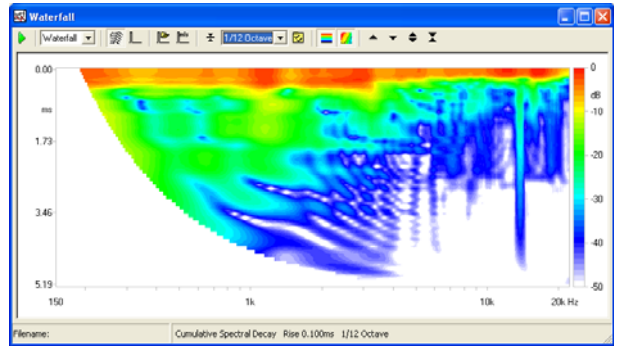 Waterfall
Waterfall 1/12 Octave
0.00 0
ms dB
-10
1.73
-20
-30
3.46
-40
5.19 -50
150 1k 10k 20k Hz
Filename: Cumulative Spectral Decay Rise 0.100ms 1/12 Octave